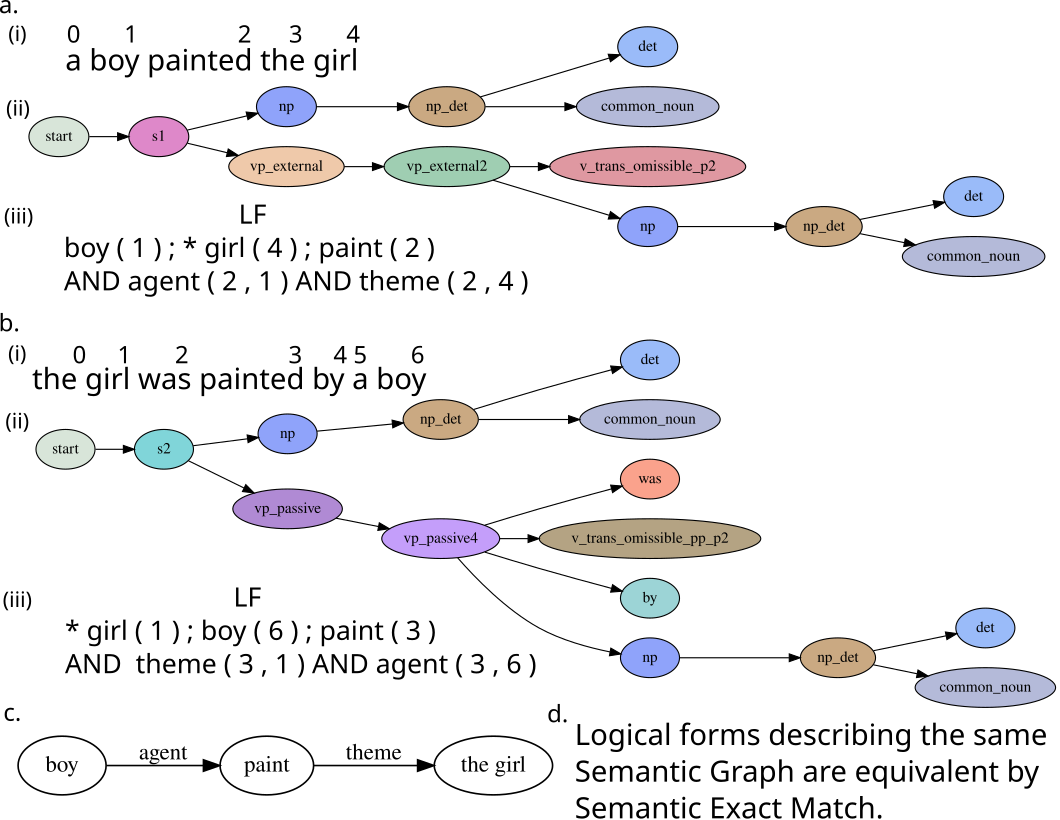 a.
(i)
0 1 2 3 4
a boy painted the girl
(ii)
start
s1
np
np_det
det
common_noun
vp_external
vp_external2
v_trans_omissible_p2
np
np_det
det
common_noun
(iii)
LF
boy ( 1 ) ; * girl ( 4 ) ; paint ( 2 )
AND agent ( 2 , 1 ) AND theme ( 2 , 4 )
b.
(i)
0 1 2 3 4 5 6
the girl was painted by a boy
(ii)
start
s2
np
np_det
det
common_noun
vp_passive
vp_passive4
was
v_trans_omissible_pp_p2
by
np
np_det
det
common_noun
(iii)
LF
* girl ( 1 ) ; boy ( 6 ) ; paint ( 3 )
AND theme ( 3 , 1 ) AND agent ( 3 , 6 )
c.
boy
agent
paint
theme
the girl
d.
Logical forms describing the same
Semantic Graph are equivalent by
Semantic Exact Match.